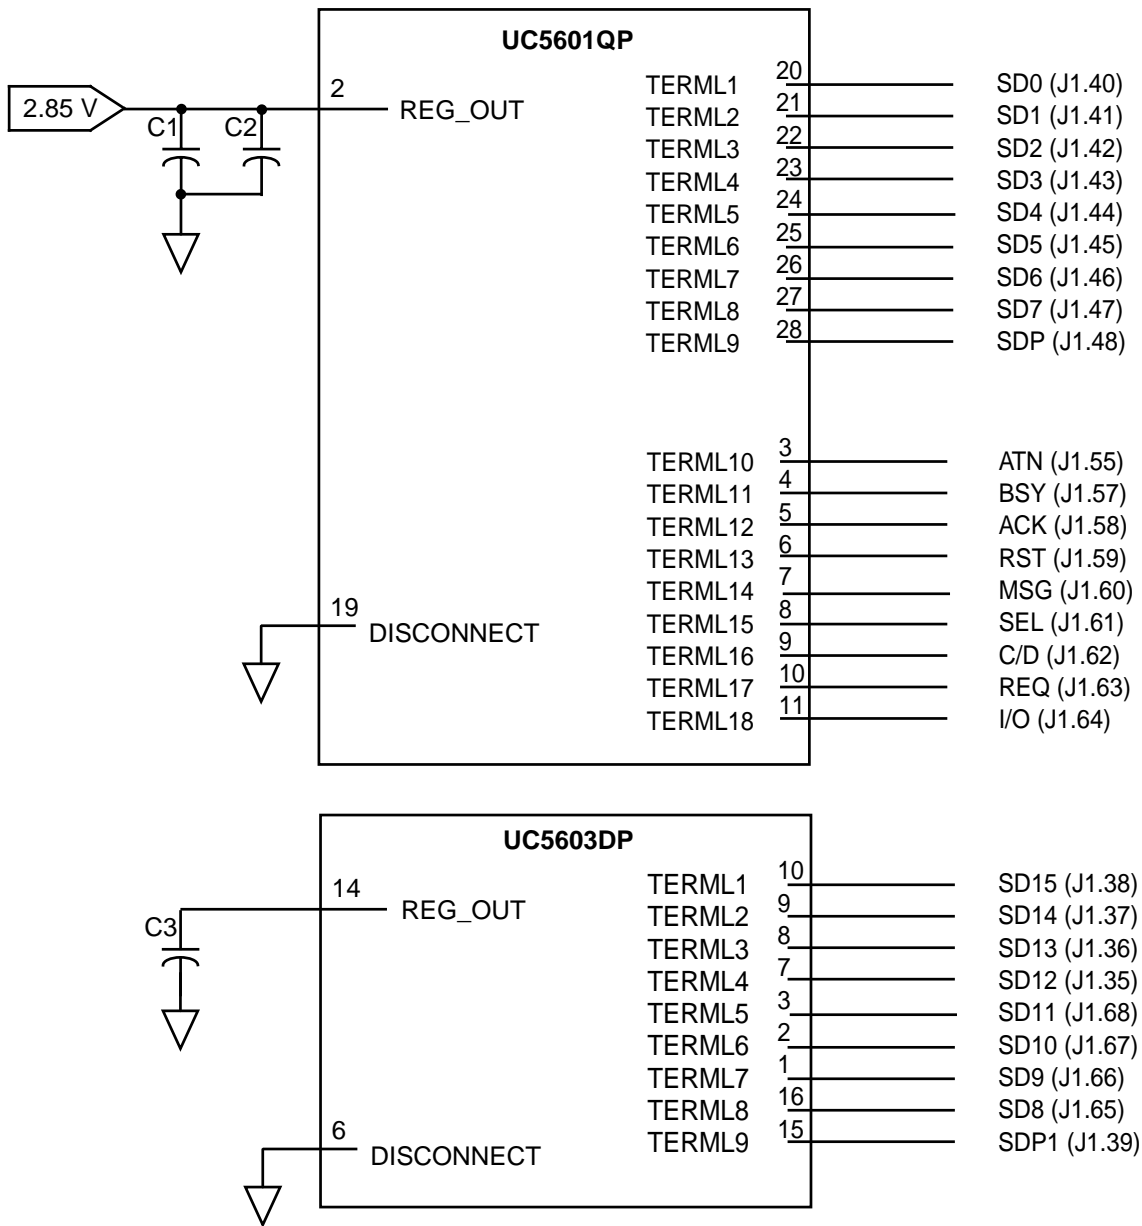 UC5601QP
2.85 V
C1
C2
2
REG_OUT
19
DISCONNECT
TERML1 20 SD0 (J1.40)
TERML2 21 SD1 (J1.41)
TERML3 22 SD2 (J1.42)
TERML4 23 SD3 (J1.43)
TERML5 24 SD4 (J1.44)
TERML6 25 SD5 (J1.45)
TERML7 26 SD6 (J1.46)
TERML8 27 SD7 (J1.47)
TERML9 28 SDP (J1.48)
TERML10 3 ATN (J1.55)
TERML11 4 BSY (J1.57)
TERML12 5 ACK (J1.58)
TERML13 6 RST (J1.59)
TERML14 7 MSG (J1.60)
TERML15 8 SEL (J1.61)
TERML16 9 C/D (J1.62)
TERML17 10 REQ (J1.63)
TERML18 11 I/O (J1.64)
UC5603DP
C3
14
REG_OUT
6
DISCONNECT
TERML1 10 SD15 (J1.38)
TERML2 9 SD14 (J1.37)
TERML3 8 SD13 (J1.36)
TERML4 7 SD12 (J1.35)
TERML5 3 SD11 (J1.68)
TERML6 2 SD10 (J1.67)
TERML7 1 SD9 (J1.66)
TERML8 16 SD8 (J1.65)
TERML9 15 SDP1 (J1.39)